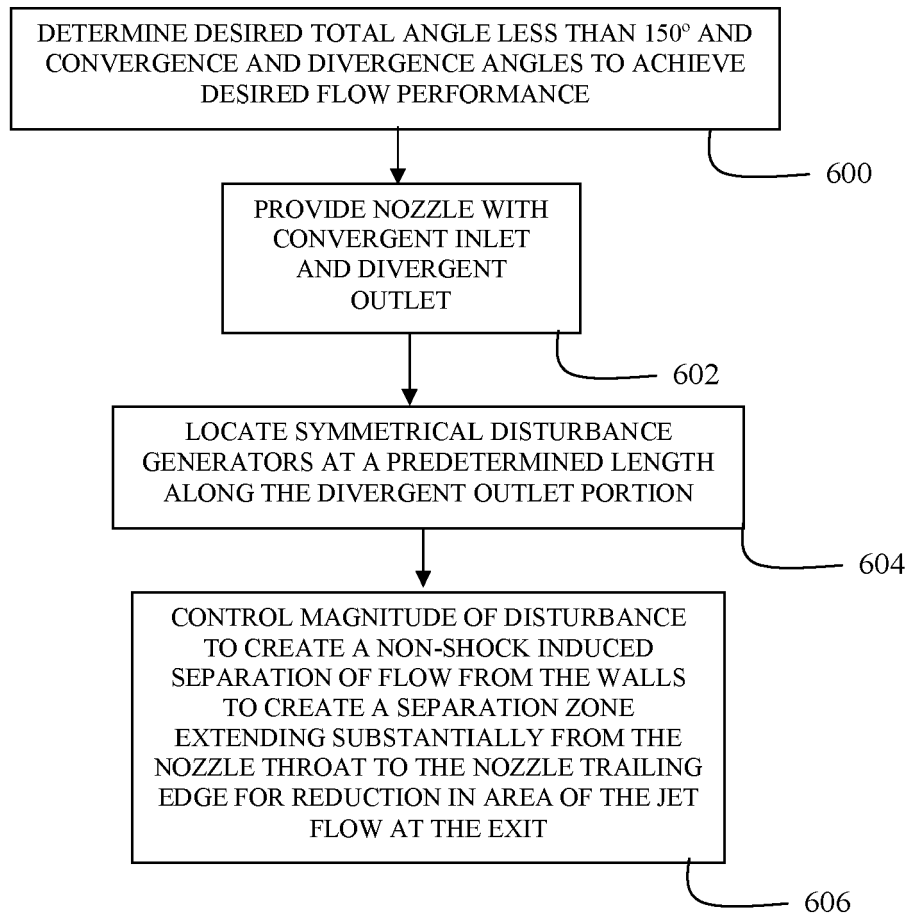 DETERMINE DESIRED TOTAL ANGLE LESS THAN 150º AND
CONVERGENCE AND DIVERGENCE ANGLES TO ACHIEVE
DESIRED FLOW PERFORMANCE
600
PROVIDE NOZZLE WITH
CONVERGENT INLET
AND DIVERGENT
OUTLET
602
LOCATE SYMMETRICAL DISTURBANCE
GENERATORS AT A PREDETERMINED LENGTH
ALONG THE DIVERGENT OUTLET PORTION
604
CONTROL MAGNITUDE OF DISTURBANCE
TO CREATE A NON-SHOCK INDUCED
SEPARATION OF FLOW FROM THE WALLS
TO CREATE A SEPARATION ZONE
EXTENDING SUBSTANTIALLY FROM THE
NOZZLE THROAT TO THE NOZZLE TRAILING
EDGE FOR REDUCTION IN AREA OF THE JET
FLOW AT THE EXIT
606